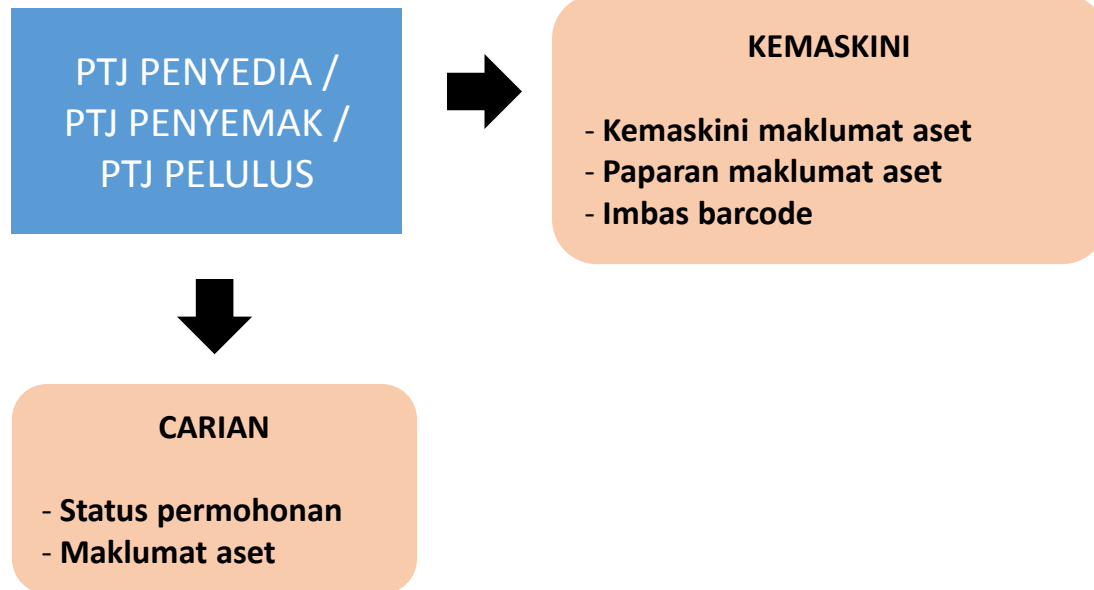 PTJ PENYEDIA /
PTJ PENYEMAK /
PTJ PELULUS
KEMASKINI
- Kemaskini maklumat aset
- Paparan maklumat aset
- Imbas barcode
CARIAN
- Status permohonan
- Maklumat aset